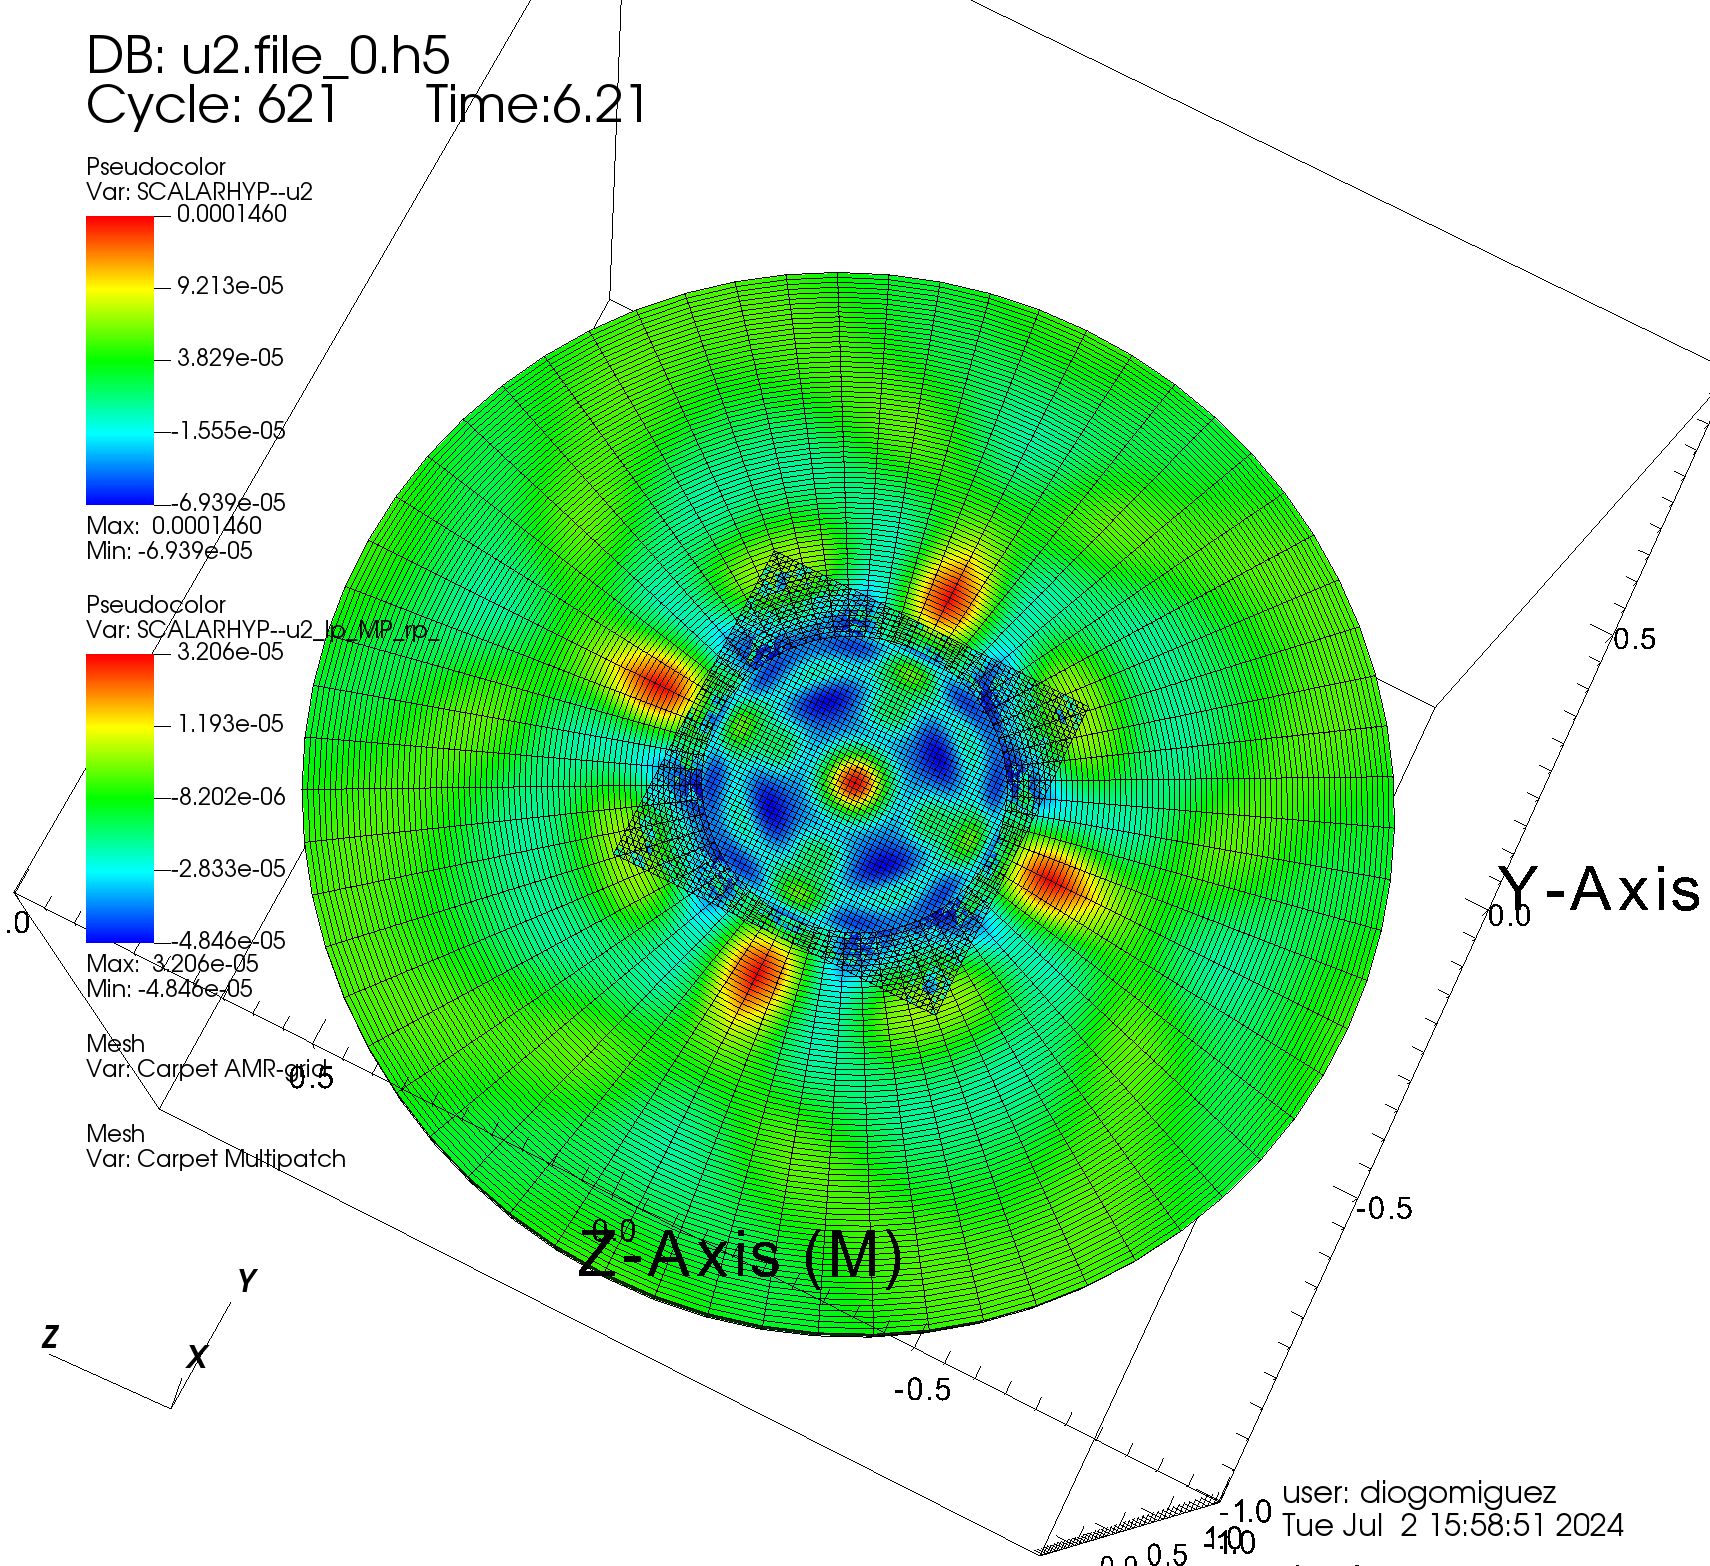 DB: u2.file_0.h5
Cycle: 621 Time:6.21
Pseudocolor
Var: SCALARHYP--u2
0.0001460
9.213e-05
3.829e-05
-1.555e-05
-6.939e-05
Max: 0.0001460
Min: -6.939e-05
Pseudocolor
Var: SCALARHYP--u2_lp_MP_rp_
3.206e-05
1.193e-05
-8.202e-06
-2.833e-05
-4.846e-05
Max: 3.206e-05
Min: -4.846e-05
Mesh
Var: Carpet AMR-grid
Mesh
Var: Carpet Multipatch
.0
0.5
0.0
-0.5
Z-Axis (M)
0.5
0.0
Y-Axis
-0.5
-1.0
0.5
Y
Z
X
user: diogomiguez
Tue Jul 2 15:58:51 2024